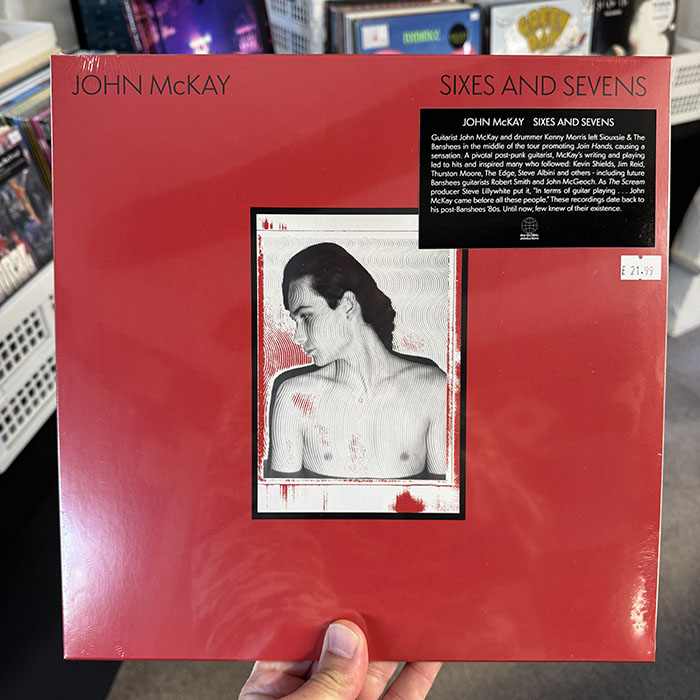 romance
JOHN McKAY
SIXES AND SEVENS
JOHN McKAY SIXES AND SEVENS
Guitarist John McKay and drummer Kenny Morris left Siouxsie & The
Banshees in the middle of the tour promoting Join Hands, causing a
sensation. A pivotal post-punk guitarist, McKay's writing and playing
led to hits and inspired many who followed: Kevin Shields, Jim Reid,
Thurston Moore, The Edge, Steve Albini and others - including future
Banshees guitarists Robert Smith and John McGeoch. As The Scream
producer Steve Lillywhite put it, "In terms of guitar playing . . . John
McKay came before all these people." These recordings date back to
his post-Banshees '80s. Until now, few knew of their existence.
£ 21.99